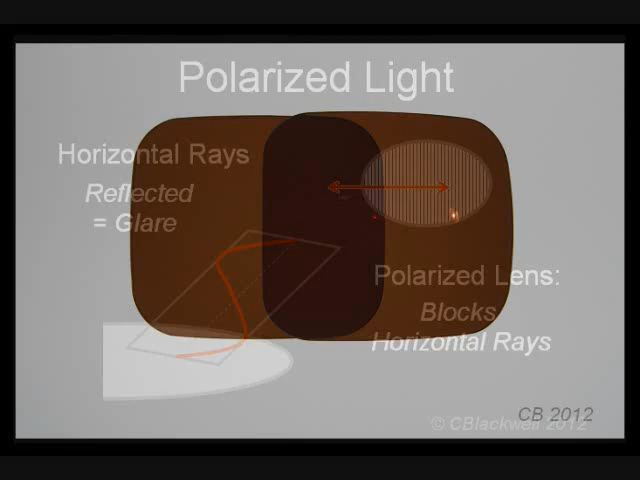 Polarized Light
Horizontal Rays
Reflected
= Glare
Polarized Lens:
Blocks
Horizontal Rays
CB 2012
© CBlackwell 2012